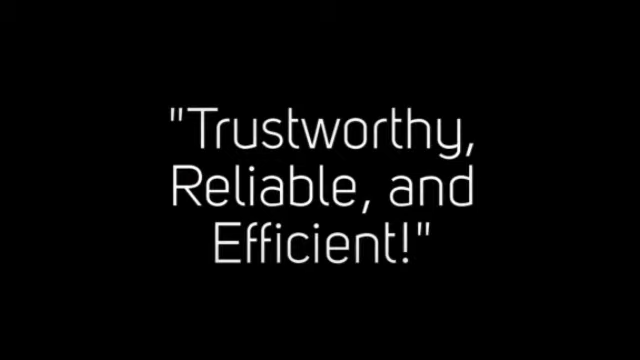 "Trustworthy,
Reliable, and
Efficient!"